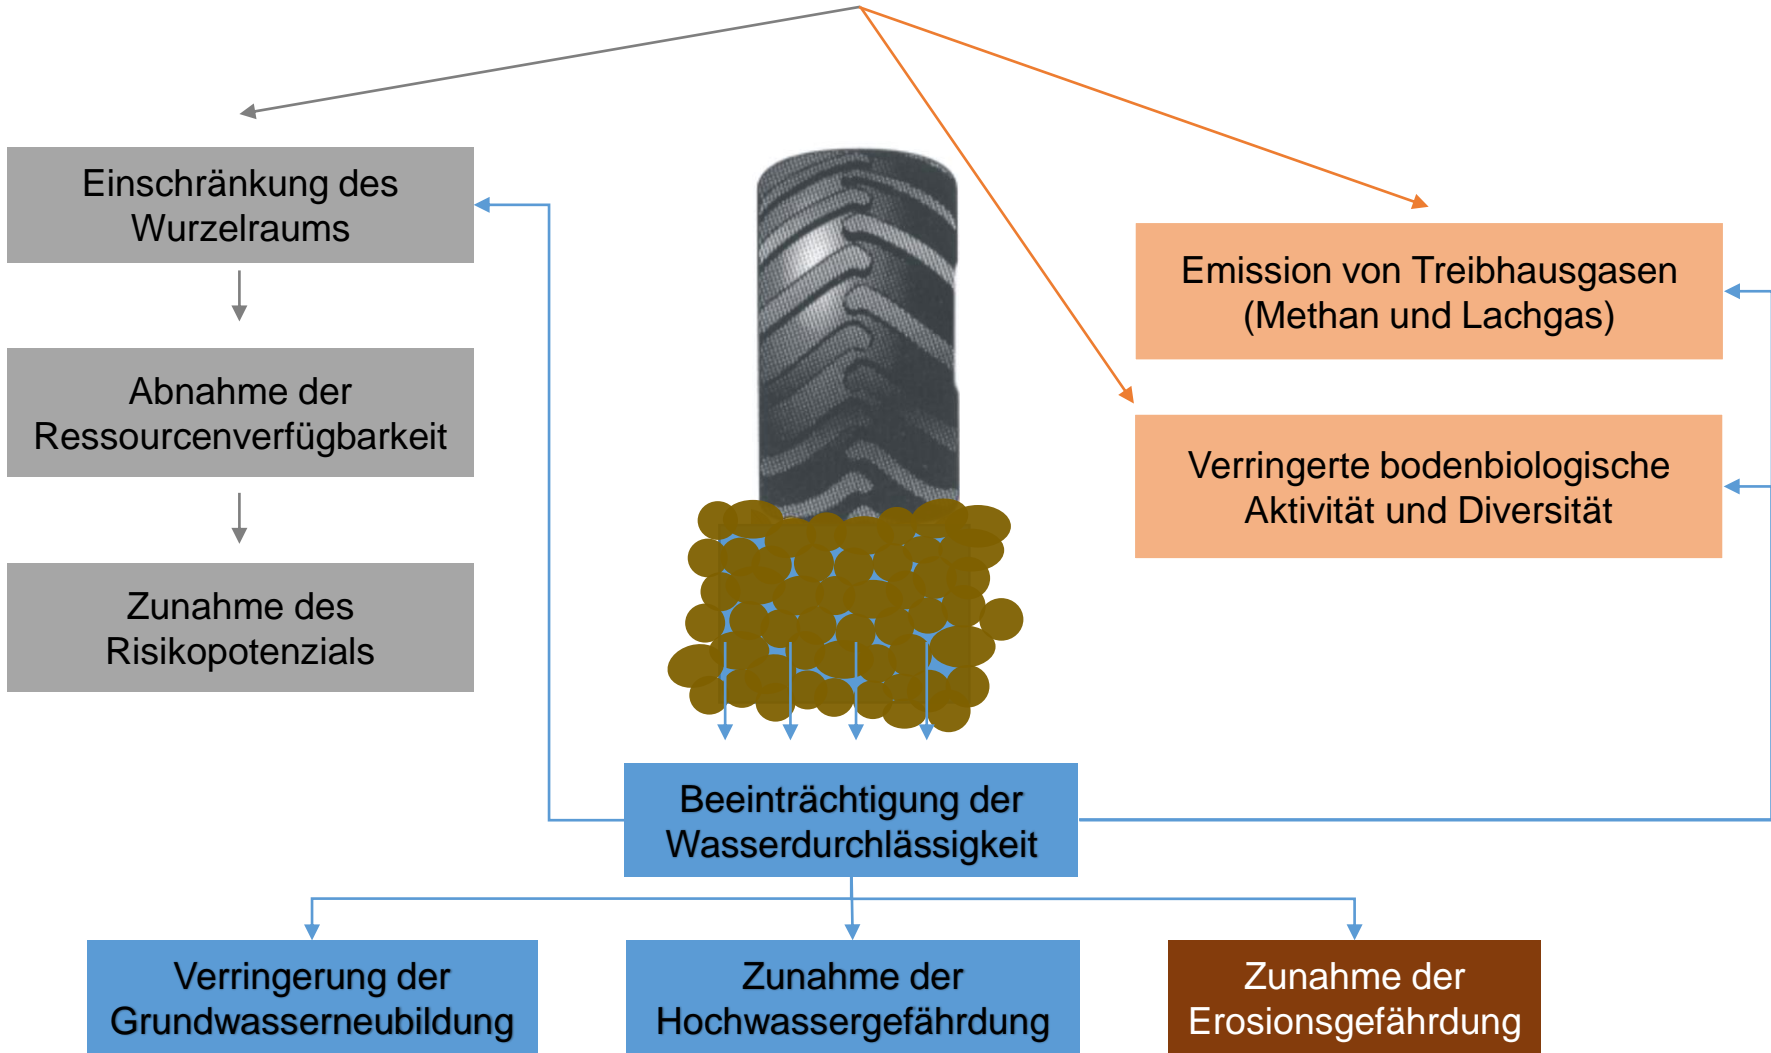 Einschränkung des
Wurzelraums
Abnahme der
Ressourcenverfügbarkeit
Zunahme des
Risikopotenzials
Emission von Treibhausgasen
(Methan und Lachgas)
Verringerte bodenbiologische
Aktivität und Diversität
Beeinträchtigung der
Wasserdurchlässigkeit
Verringerung der
Grundwasserneubildung
Zunahme der
Hochwassergefährdung
Zunahme der
Erosionsgefährdung